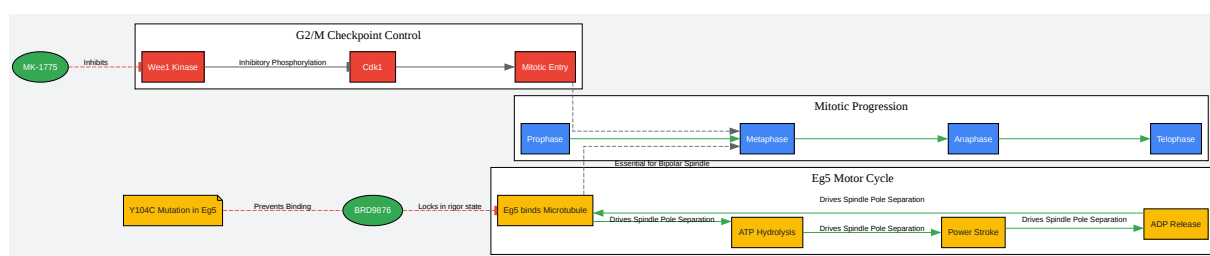 G2/M Checkpoint Control
MK-1775
Inhibits
Wee1 Kinase
Inhibitory Phosphorylation
Cdk1
Mitotic Entry
Mitotic Progression
Prophase
Metaphase
Anaphase
Telophase
Essential for Bipolar Spindle
Eg5 Motor Cycle
Y104C Mutation in Eg5
Prevents Binding
BRD9876
Locks in rigor state
Eg5 binds Microtubule
Drives Spindle Pole Separation
Drives Spindle Pole Separation
ATP Hydrolysis
Drives Spindle Pole Separation
Power Stroke
Drives Spindle Pole Separation
ADP Release